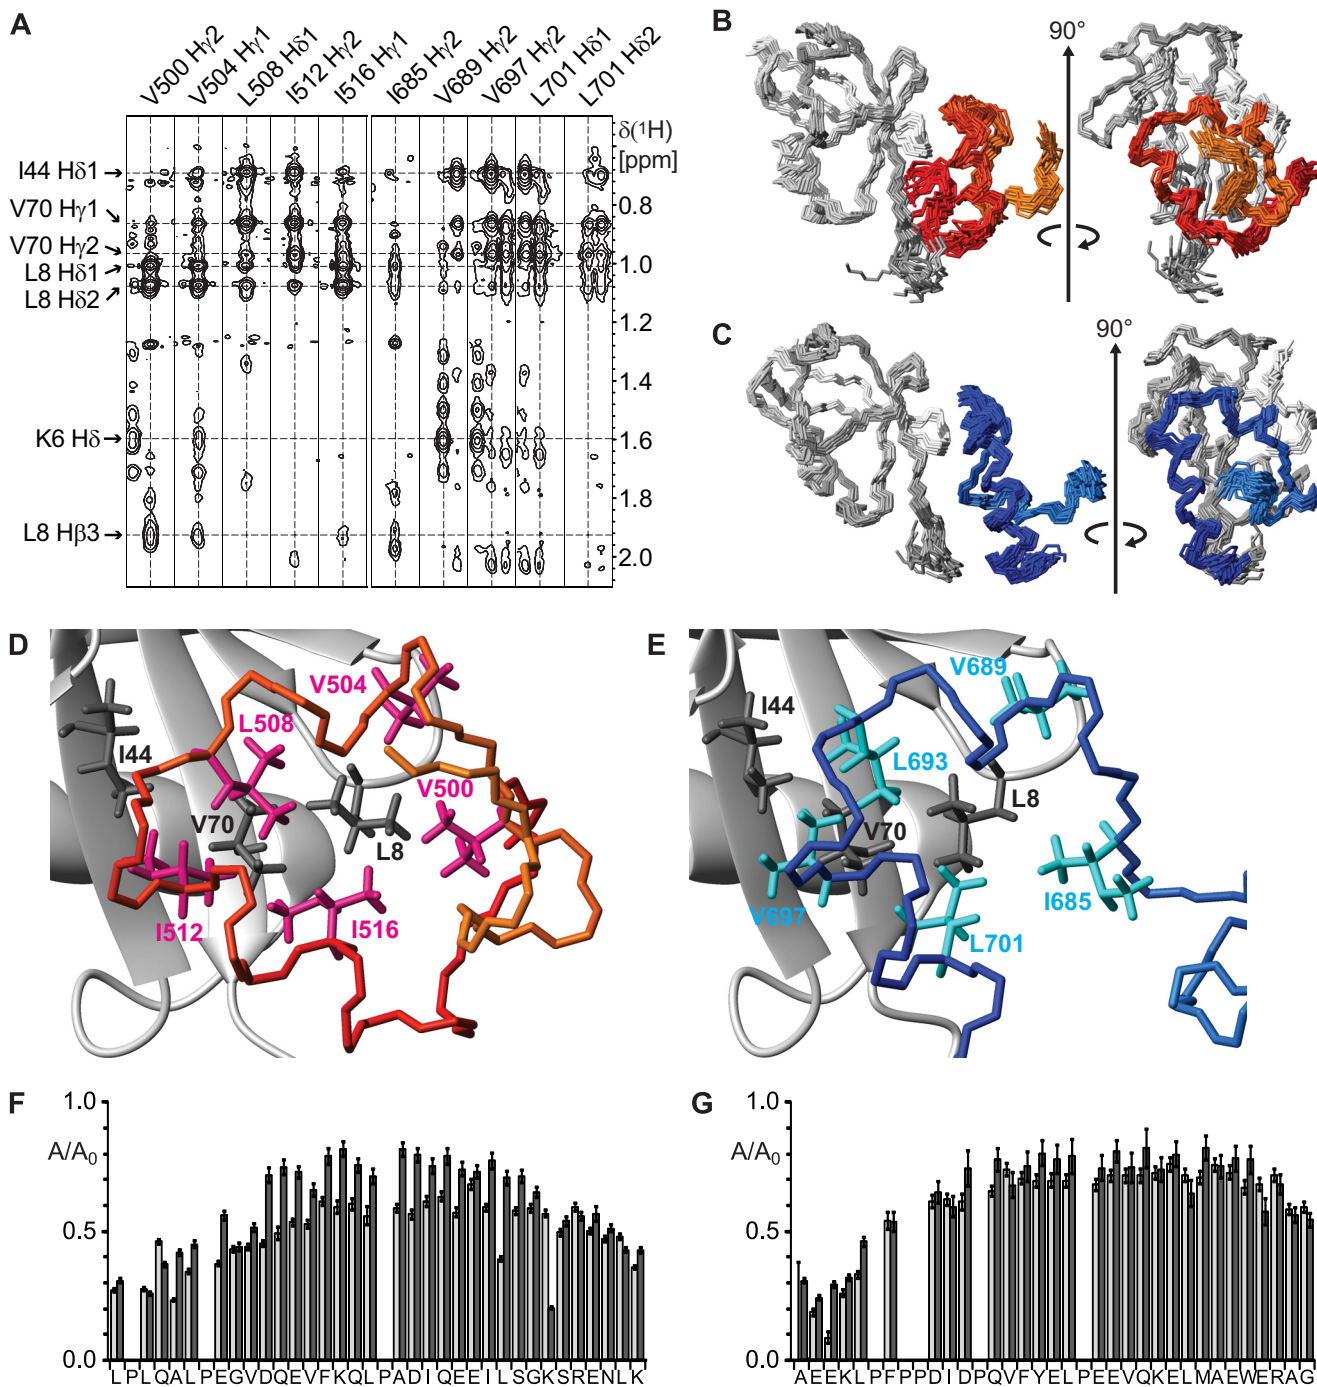 A
V500 Hγ2
V504 Hγ1
L508 Hδ1
I512 Hγ2
I516 Hγ1
I685 Hγ2
V689 Hγ2
V697 Hγ2
L701 Hδ1
L701 Hδ2
δ(¹H)
[ppm]
I44 Hδ1
V70 Hγ1
V70 Hγ2
L8 Hδ1
L8 Hδ2
K6 Hδ
L8 Hβ3
0.8
1.0
1.2
1.4
1.6
1.8
2.0
B
90°
C
90°
D
V504
L508
I44
V500
V70
L8
I512
I516
E
V689
I44
L693
L8
V70
V697
I685
L701
F
1.0
A/A₀
0.5
0.0
LPLQALPEGVDQEVFKQLPADIQEEILSGKSRENLK
G
1.0
A/A₀
0.5
0.0
AEEKLPFPPDIDPQVFYELPEEVQKELMAEWERAG